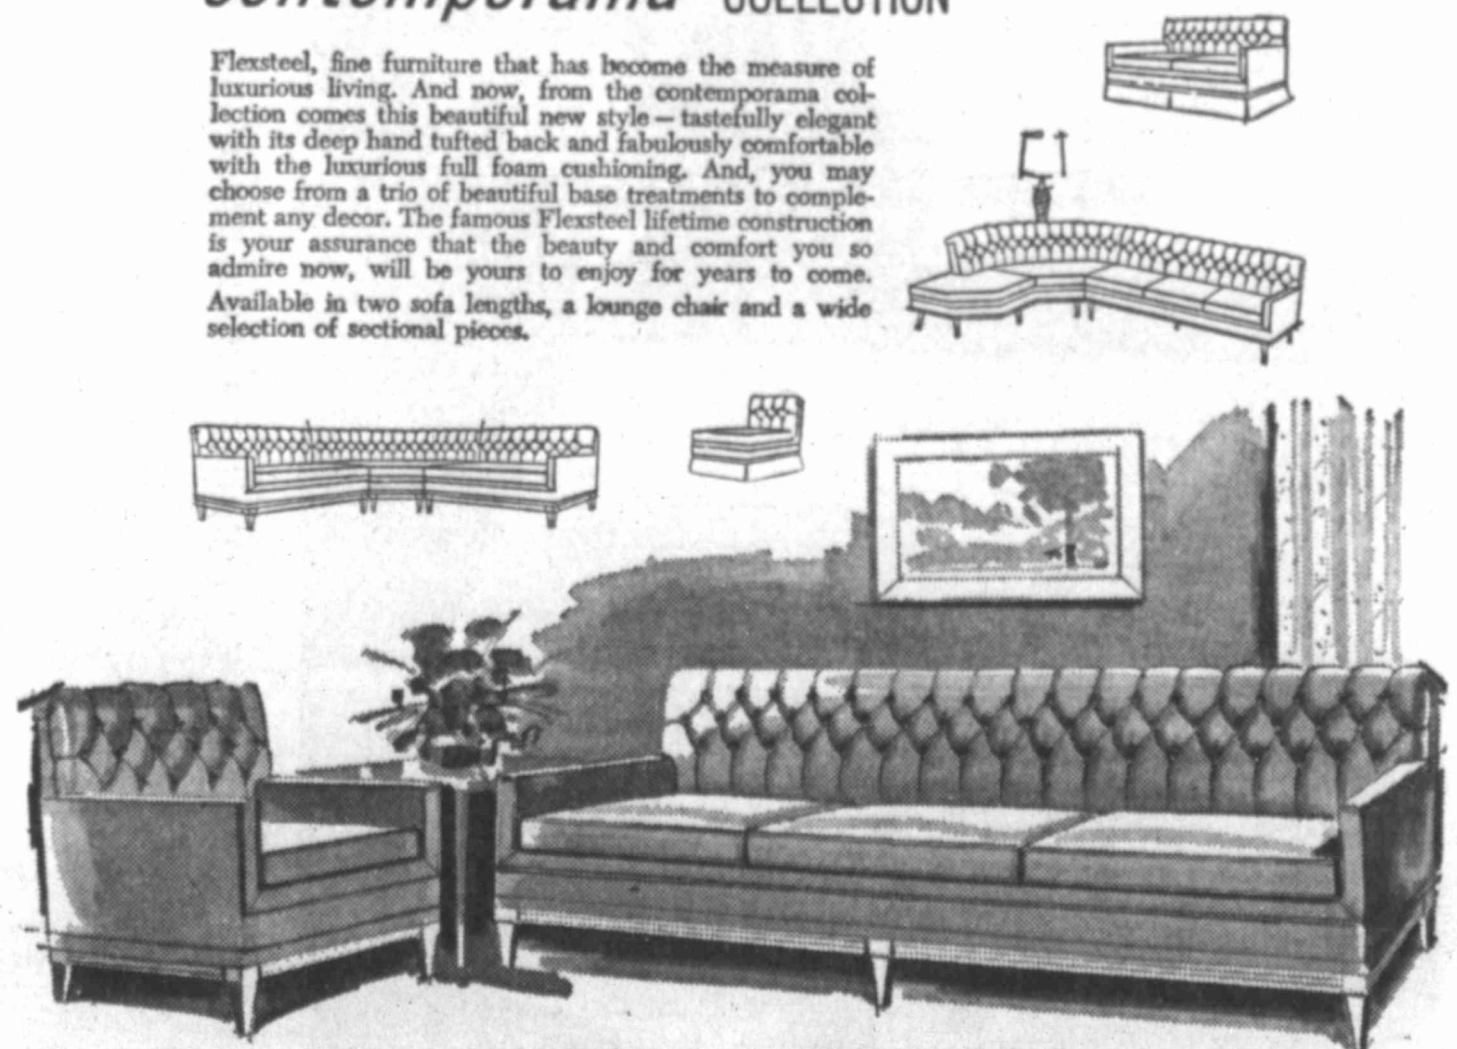 contemporama COLLECTION
Flexsteel, fine furniture that has become the measure of
luxurious living. And now, from the contemporama col-
lection comes this beautiful new style — tastefully elegant
with its deep hand tufted back and fabulously comfortable
with the luxurious full foam cushioning. And, you may
choose from a trio of beautiful base treatments to comple-
ment any decor. The famous Flexsteel lifetime construction
is your assurance that the beauty and comfort you so
admire now, will be yours to enjoy for years to come.
Available in two sofa lengths, a lounge chair and a wide
selection of sectional pieces.